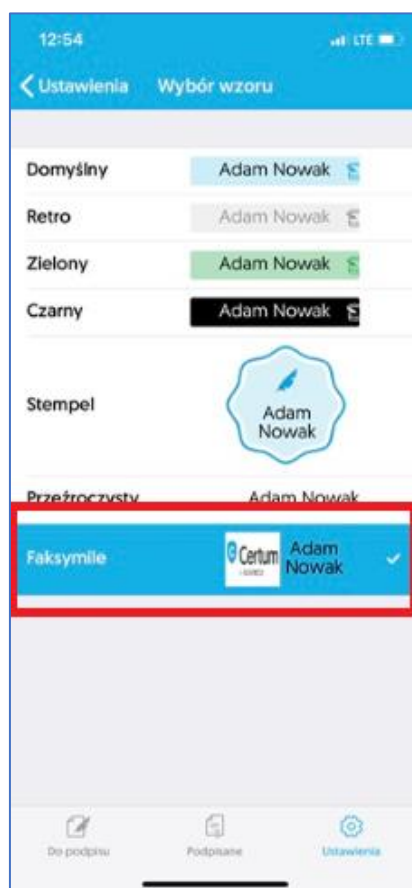 12:54 LTE
Ustawienia Wybór wzoru
Domyślny Adam Nowak
Retro Adam Nowak
Zielony Adam Nowak
Czarny Adam Nowak
Stempel Adam
Nowak
Przeźroczysty Adam Nowak
Faksymile Certum Adam
Nowak
Do podpisu Podpisane Ustawienia